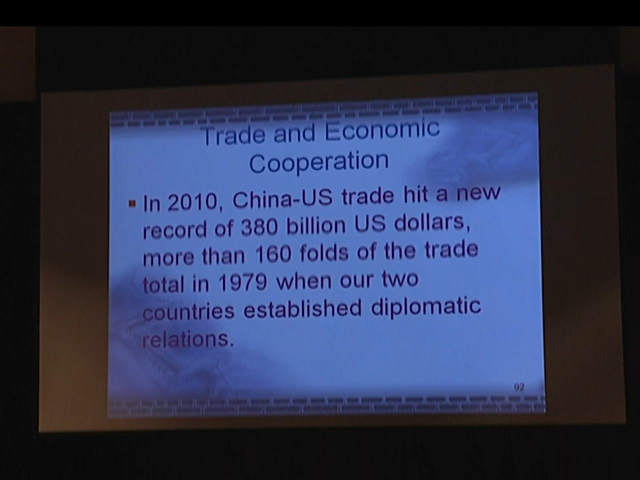 Trade and Economic
Cooperation
In 2010, China-US trade hit a new
record of 380 billion US dollars,
more than 160 folds of the trade
total in 1979 when our two
countries established diplomatic
relations.
92